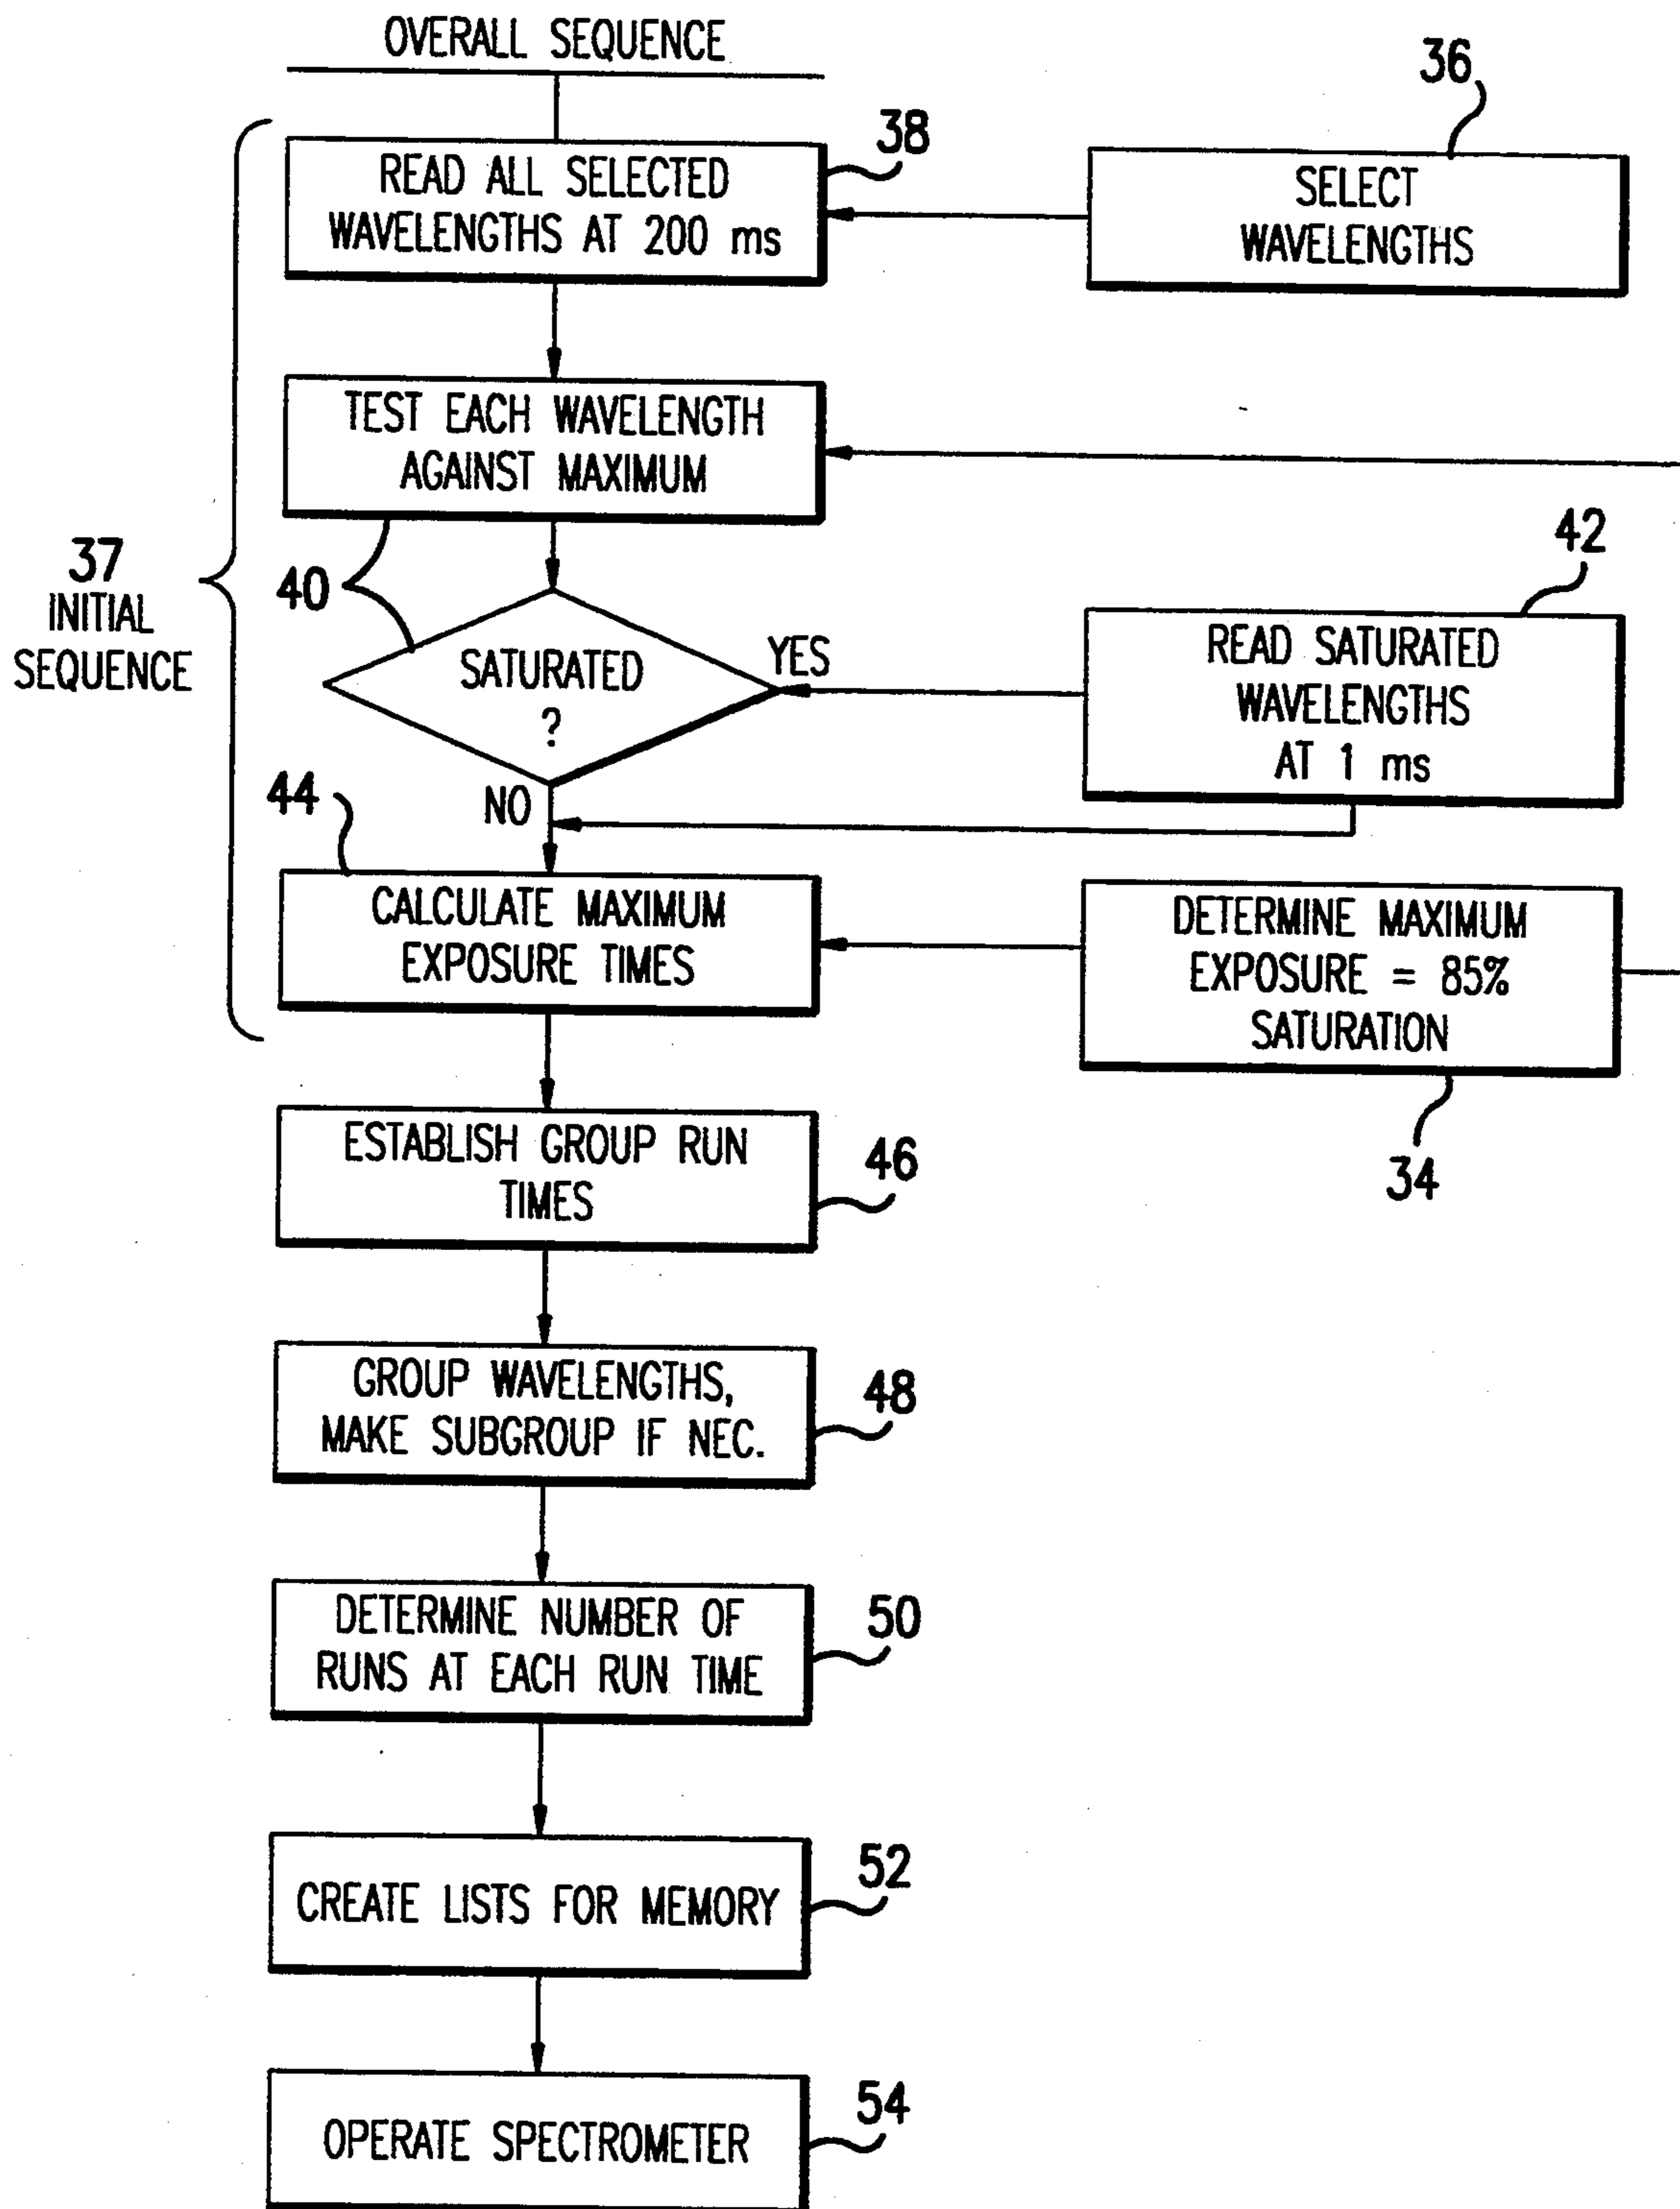 OVERALL SEQUENCE
36
38
READ ALL SELECTED
WAVELENGTHS AT 200 ms
SELECT
WAVELENGTHS
TEST EACH WAVELENGTH
AGAINST MAXIMUM
37
INITIAL
SEQUENCE
40
42
SATURATED
?
YES
READ SATURATED
WAVELENGTHS
AT 1 ms
NO
44
CALCULATE MAXIMUM
EXPOSURE TIMES
DETERMINE MAXIMUM
EXPOSURE = 85%
SATURATION
34
ESTABLISH GROUP RUN
TIMES
46
GROUP WAVELENGTHS,
MAKE SUBGROUP IF NEC.
48
DETERMINE NUMBER OF
RUNS AT EACH RUN TIME
50
CREATE LISTS FOR MEMORY
52
OPERATE SPECTROMETER
54